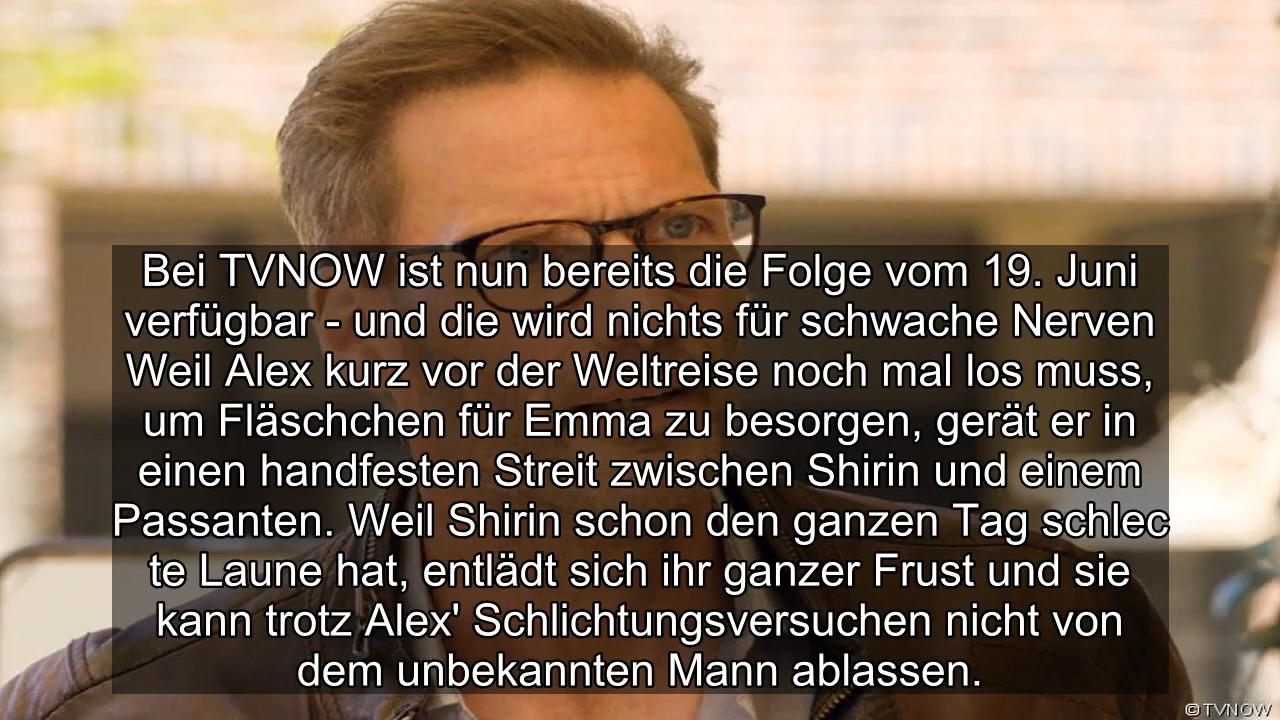 Bei TVNOW ist nun bereits die Folge vom 19. Juni
verfügbar - und die wird nichts für schwache Nerven
Weil Alex kurz vor der Weltreise noch mal los muss,
um Fläschchen für Emma zu besorgen, gerät er in
einen handfesten Streit zwischen Shirin und einem
Passanten. Weil Shirin schon den ganzen Tag schlec
te Laune hat, entlädt sich ihr ganzer Frust und sie
kann trotz Alex' Schlichtungsversuchen nicht von
dem unbekannten Mann ablassen.
© TVNOW